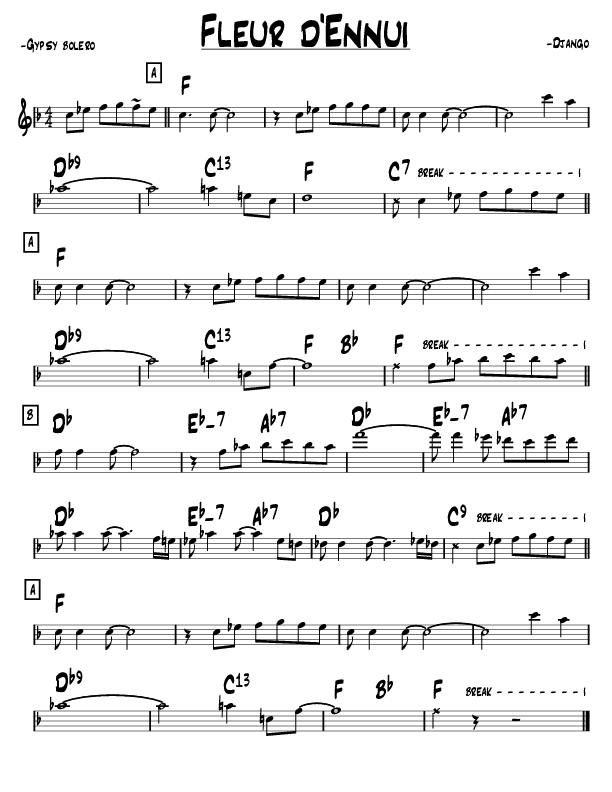 Fleur d'Ennui
-Gypsy bolero
-Django
A
F
D♭9 C13 F C7 BREAK
A
F
D♭9 C13 F B♭ F BREAK
B
D♭ E♭-7 A♭7 D♭ E♭-7 A♭7
D♭ E♭-7 A♭7 D♭ C9 BREAK
A
F
D♭9 C13 F B♭ F BREAK